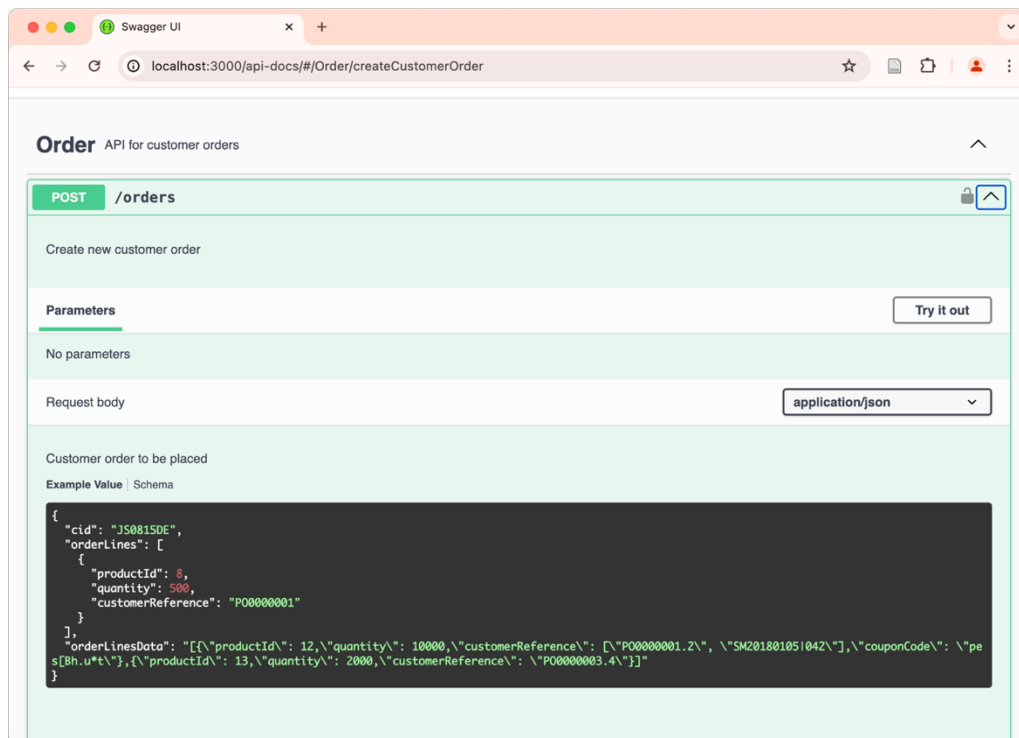 Swagger UI
localhost:3000/api-docs/#/Order/createCustomerOrder
Order API for customer orders
POST /orders
Create new customer order
Parameters Try it out
No parameters
Request body application/json
Customer order to be placed
Example Value Schema
{
"cid": "JS0815DE",
"orderLines": [
{
"productId": 8,
"quantity": 500,
"customerReference": "PO0000001"
}
],
"orderLinesData": "[{\"productId\": 12,\"quantity\": 10000,\"customerReference\": [\"PO0000001.2\", \"SM20180105|042\"],\"couponCode\": \"pe
s[Bh.u*t\"},{\"productId\": 13,\"quantity\": 2000,\"customerReference\": \"PO0000003.4\"}]"
}